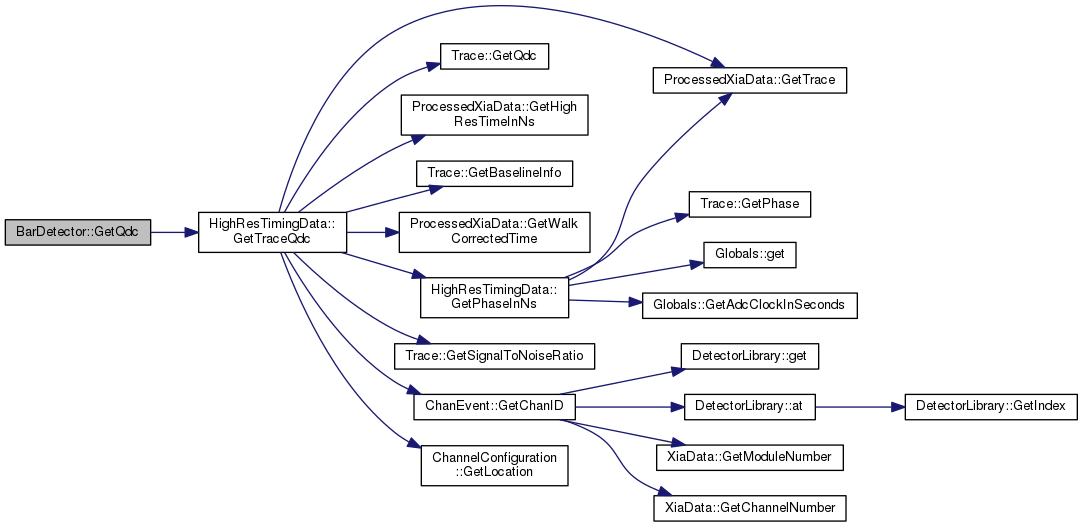 BarDetector::GetQdc
HighResTimingData::
GetTraceQdc
Trace::GetQdc
ProcessedXiaData::GetHigh
ResTimeInNs
Trace::GetBaselineInfo
ProcessedXiaData::GetWalk
CorrectedTime
HighResTimingData::
GetPhaseInNs
Trace::GetSignalToNoiseRatio
ChanEvent::GetChanID
ChannelConfiguration
::GetLocation
ProcessedXiaData::GetTrace
Trace::GetPhase
Globals::get
Globals::GetAdcClockInSeconds
DetectorLibrary::get
DetectorLibrary::at
XiaData::GetModuleNumber
XiaData::GetChannelNumber
DetectorLibrary::GetIndex